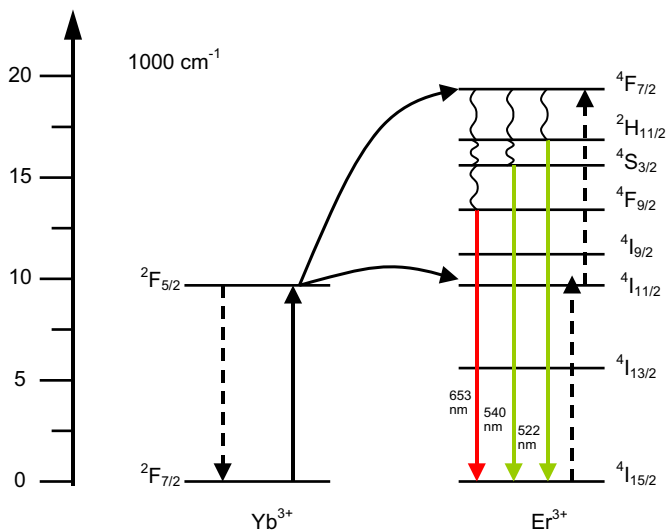 1000 cm⁻¹
20
15
10
5
0
²F₅/₂
²F₇/₂
Yb³⁺
⁴F₇/₂
²H₁₁/₂
⁴S₃/₂
⁴F₉/₂
⁴I₉/₂
⁴I₁₁/₂
⁴I₁₃/₂
⁴I₁₅/₂
653
nm
540
nm
522
nm
Er³⁺